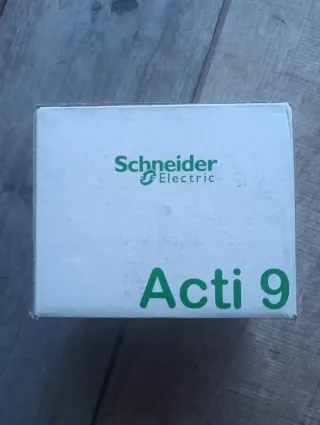 Schneider
Electric
Acti 9